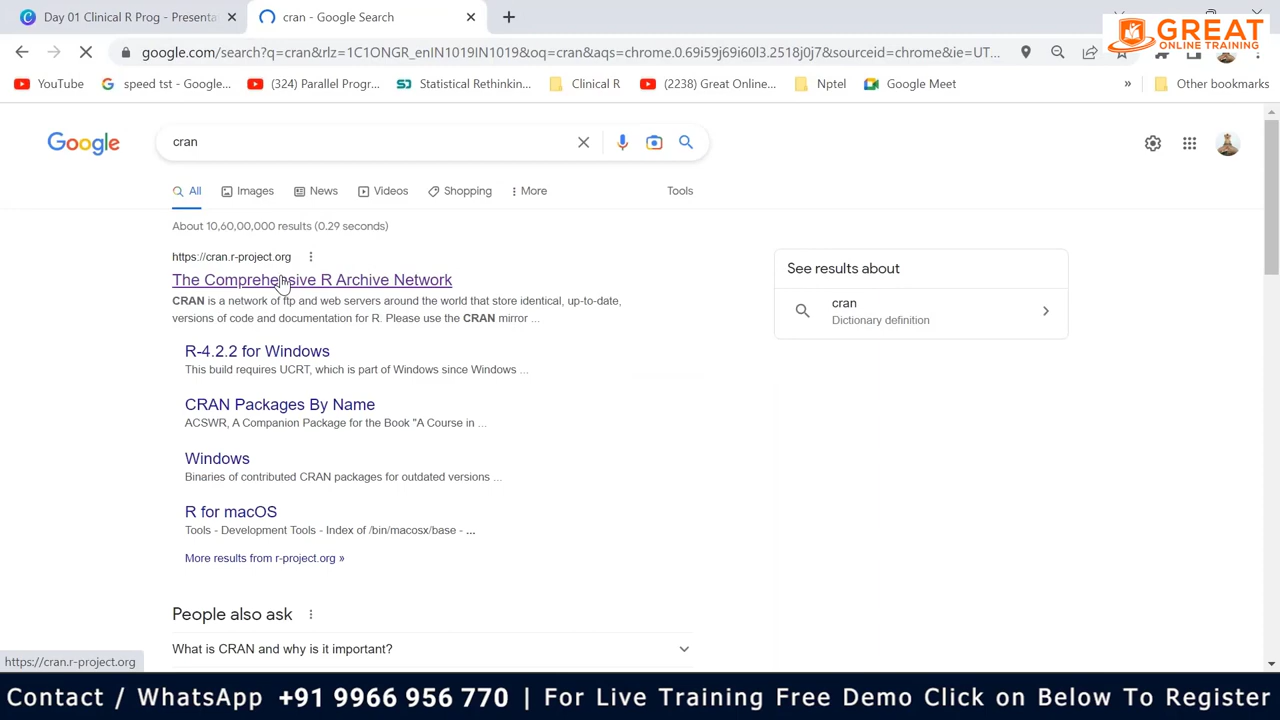 Day 01 Clinical R Prog - Presenta
cran - Google Search
google.com/search?q=cran&rlz=1C1ONGR_enIN1019IN1019&oq=cran&aqs=chrome.0.69i59j69i60l3.2518j0j7&sourceid=chrome&ie=UT...
GREAT
ONLINE TRAINING
YouTube
speed tst - Google...
(324) Parallel Progr...
Statistical Rethinkin...
Clinical R
(2238) Great Online...
Nptel
Google Meet
»
Other bookmarks
Google
cran
All
Images
News
Videos
Shopping
More
Tools
About 10,60,00,000 results (0.29 seconds)
https://cran.r-project.org
The Comprehensive R Archive Network
CRAN is a network of ftp and web servers around the world that store identical, up-to-date,
versions of code and documentation for R. Please use the CRAN mirror ...
See results about
cran
Dictionary definition
R-4.2.2 for Windows
This build requires UCRT, which is part of Windows since Windows ...
CRAN Packages By Name
ACSWR, A Companion Package for the Book "A Course in ...
Windows
Binaries of contributed CRAN packages for outdated versions ...
R for macOS
Tools - Development Tools - Index of /bin/macosx/base - ...
More results from r-project.org »
People also ask
What is CRAN and why is it important?
https://cran.r-project.org
Contact / WhatsApp +91 9966 956 770 | For Live Training Free Demo Click on Below To Register